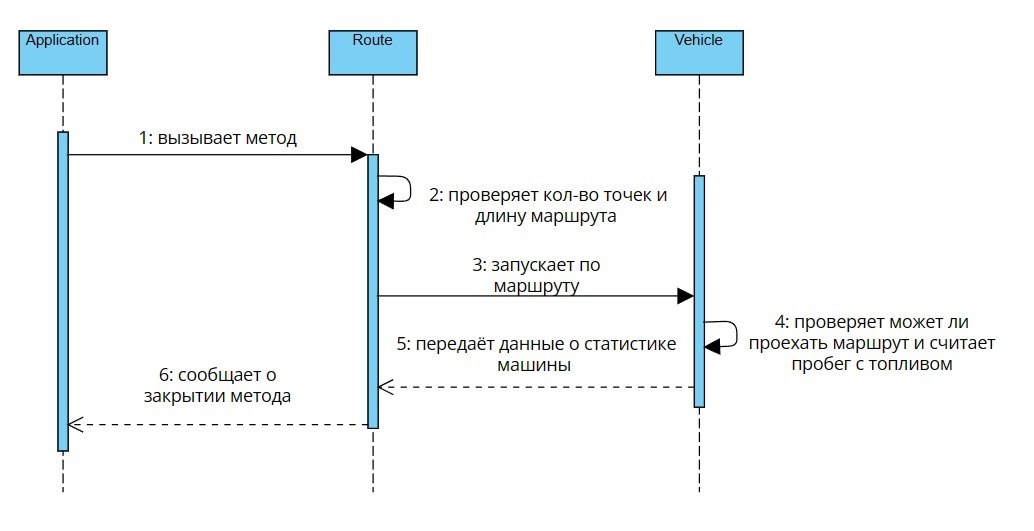 Application
Route
Vehicle
1: вызывает метод
2: проверяет кол-во точек и
длину маршрута
3: запускает по
маршруту
4: проверяет может ли
проехать маршрут и считает
пробег с топливом
5: передаёт данные о статистике
машины
6: сообщает о
закрытии метода